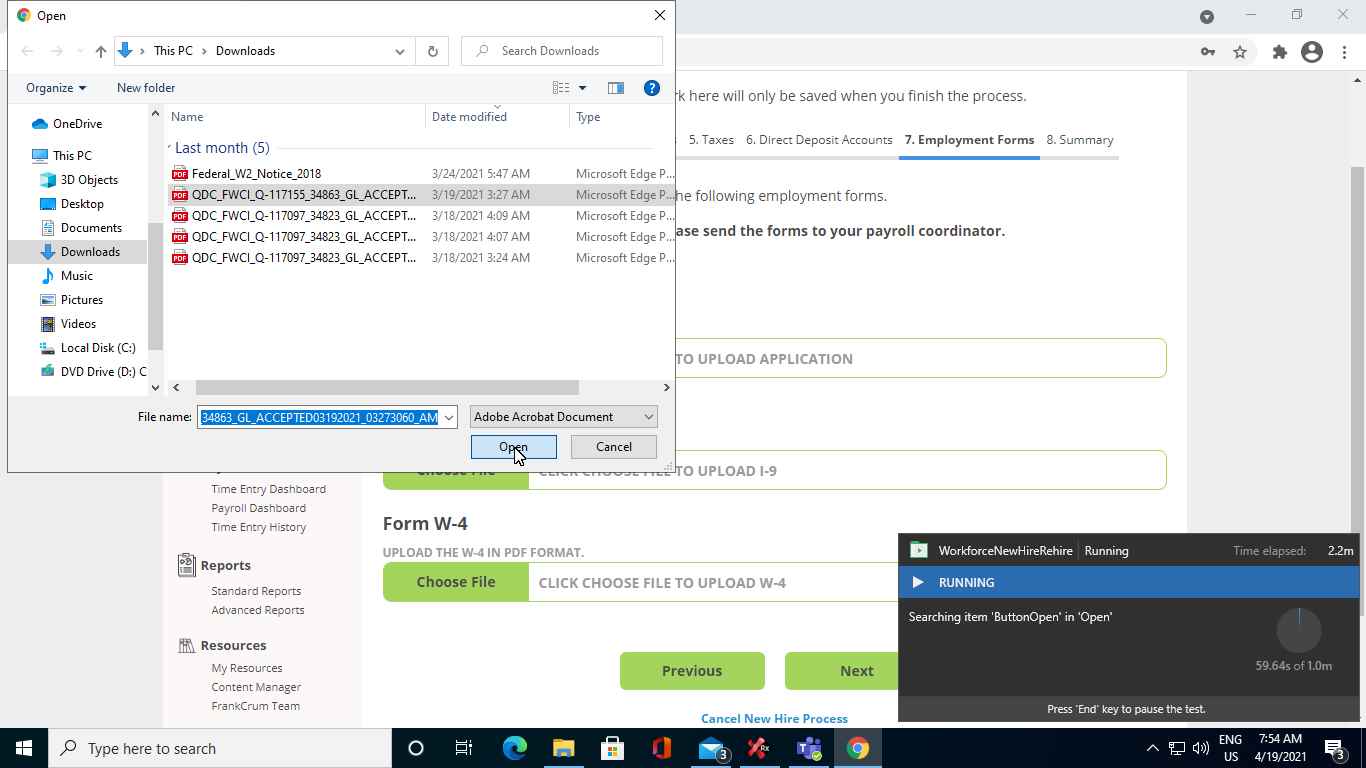 Open
This PC
Downloads
Search Downloads
Organize
New folder
OneDrive
This PC
3D Objects
Desktop
Documents
Downloads
Music
Pictures
Videos
Local Disk (C:)
DVD Drive (D:) C
Name
Date modified
Type
Last month (5)
Federal_W2_Notice_2018
3/24/2021 5:47 AM
Microsoft Edge P...
QDC_FWCI_Q-117155_34863_GL_ACCEPT...
3/19/2021 3:27 AM
Microsoft Edge P...
QDC_FWCI_Q-117097_34823_GL_ACCEPT...
3/18/2021 4:09 AM
Microsoft Edge P...
QDC_FWCI_Q-117097_34823_GL_ACCEPT...
3/18/2021 4:07 AM
Microsoft Edge P...
QDC_FWCI_Q-117097_34823_GL_ACCEPT...
3/18/2021 3:24 AM
Microsoft Edge P...
File name:
34863_GL_ACCEPTED03192021_03273060_AM
Adobe Acrobat Document
Open
Cancel
here will only be saved when you finish the process.
5. Taxes
6. Direct Deposit Accounts
7. Employment Forms
8. Summary
he following employment forms.
ase send the forms to your payroll coordinator.
TO UPLOAD APPLICATION
Choose File
CLICK CHOOSE FILE TO UPLOAD I-9
Form W-4
UPLOAD THE W-4 IN PDF FORMAT.
Choose File
CLICK CHOOSE FILE TO UPLOAD W-4
Previous
Next
Cancel New Hire Process
Time Entry Dashboard
Payroll Dashboard
Time Entry History
Reports
Standard Reports
Advanced Reports
Resources
My Resources
Content Manager
FrankCrum Team
WorkforceNewHireRehire
Running
Time elapsed:
2.2m
RUNNING
Searching item 'ButtonOpen' in 'Open'
59.64s of 1.0m
Press 'End' key to pause the test.
Type here to search
3
Rx
ENG
US
7:54 AM
4/19/2021
3